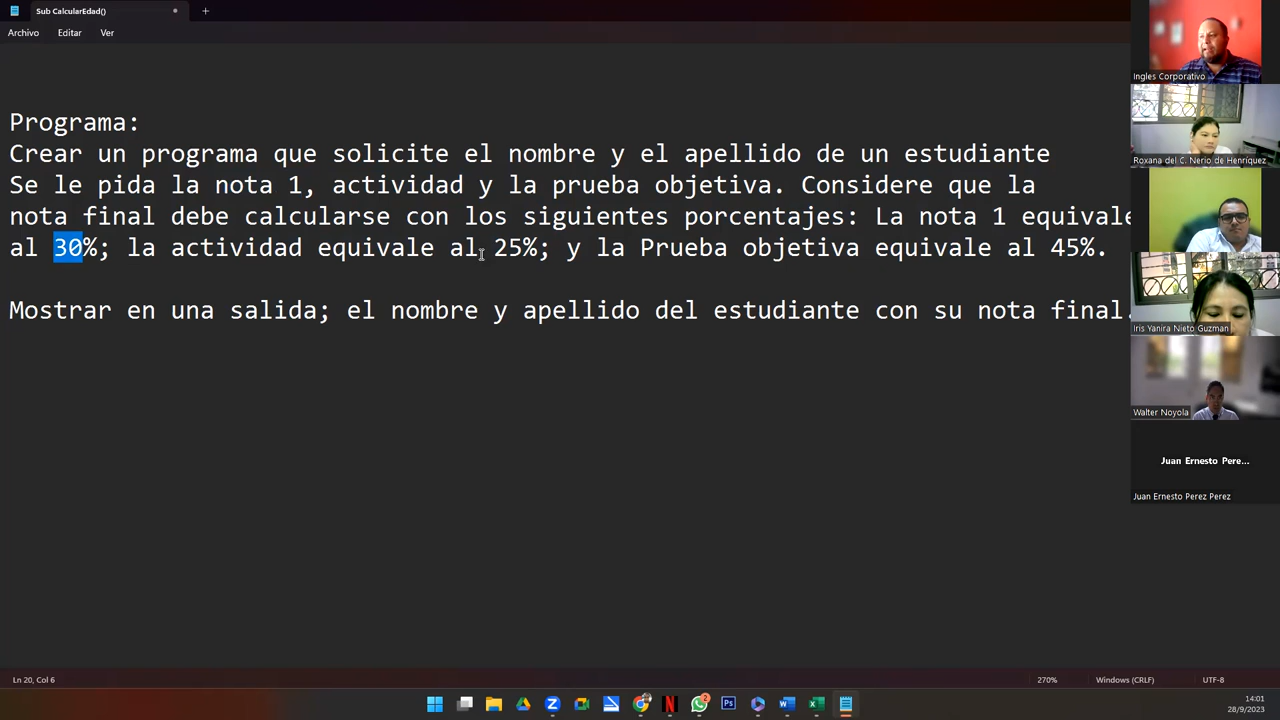 Sub CalcularEdad()
Archivo Editar Ver
Programa:
Crear un programa que solicite el nombre y el apellido de un estudiante
Se le pida la nota 1, actividad y la prueba objetiva. Considere que la
nota final debe calcularse con los siguientes porcentajes: La nota 1 equivale
al 30%; la actividad equivale al 25%; y la Prueba objetiva equivale al 45%.
Mostrar en una salida; el nombre y apellido del estudiante con su nota final.
Ingles Corporativo
Roxana del C. Nerio de Henríquez
Iris Yanira Nieto Guzman
Walter Noyola
Juan Ernesto Pere...
Juan Ernesto Perez Perez
Ln 20, Col 6
270%
Windows (CRLF)
UTF-8
2
14:01
28/9/2023